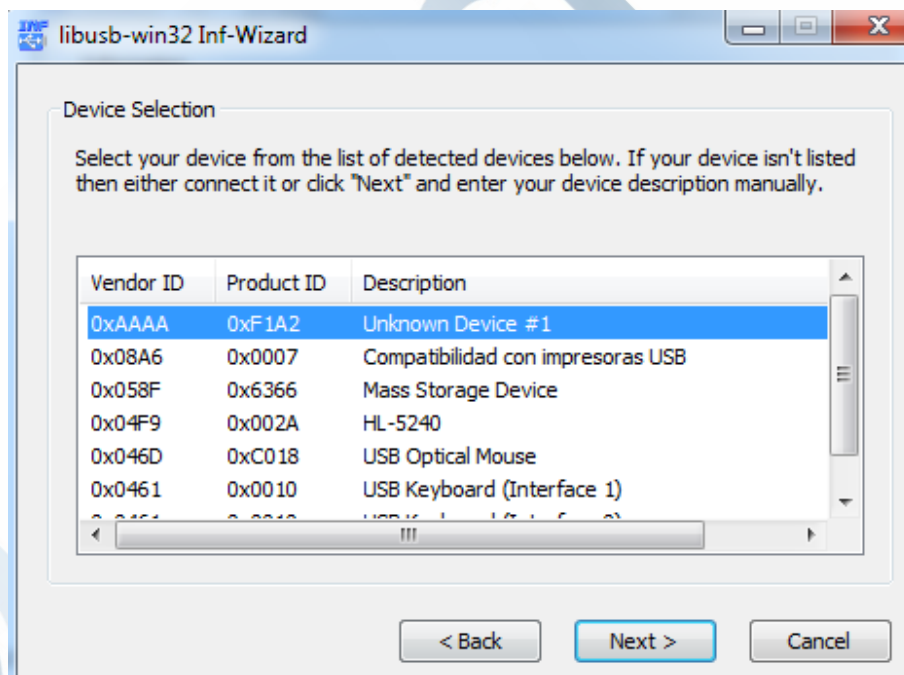 libusb-win32 Inf-Wizard
Device Selection
Select your device from the list of detected devices below. If your device isn't listed
then either connect it or click "Next" and enter your device description manually.
Vendor ID Product ID Description
0xAAAA 0xF1A2 Unknown Device #1
0x08A6 0x0007 Compatibilidad con impresoras USB
0x058F 0x6366 Mass Storage Device
0x04F9 0x002A HL-5240
0x046D 0xC018 USB Optical Mouse
0x0461 0x0010 USB Keyboard (Interface 1)
< Back Next > Cancel